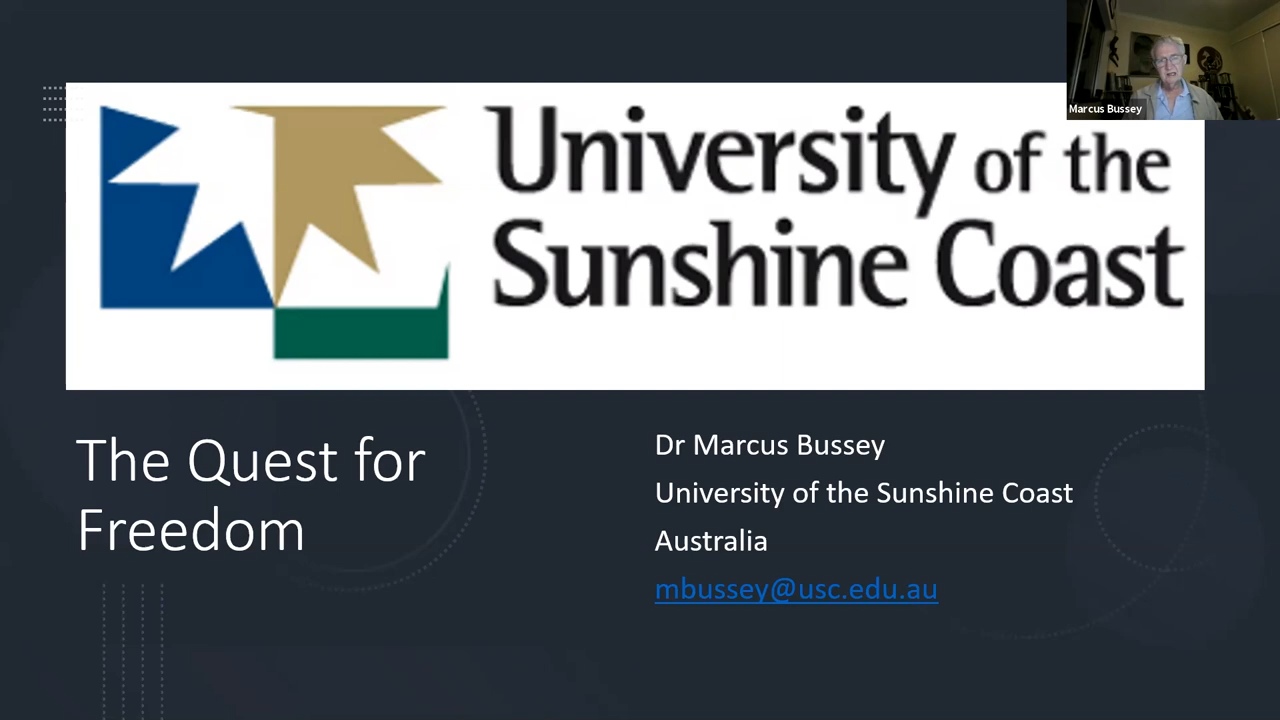 Marcus Bussey
University of the
Sunshine Coast
The Quest for
Freedom
Dr Marcus Bussey
University of the Sunshine Coast
Australia
mbussey@usc.edu.au